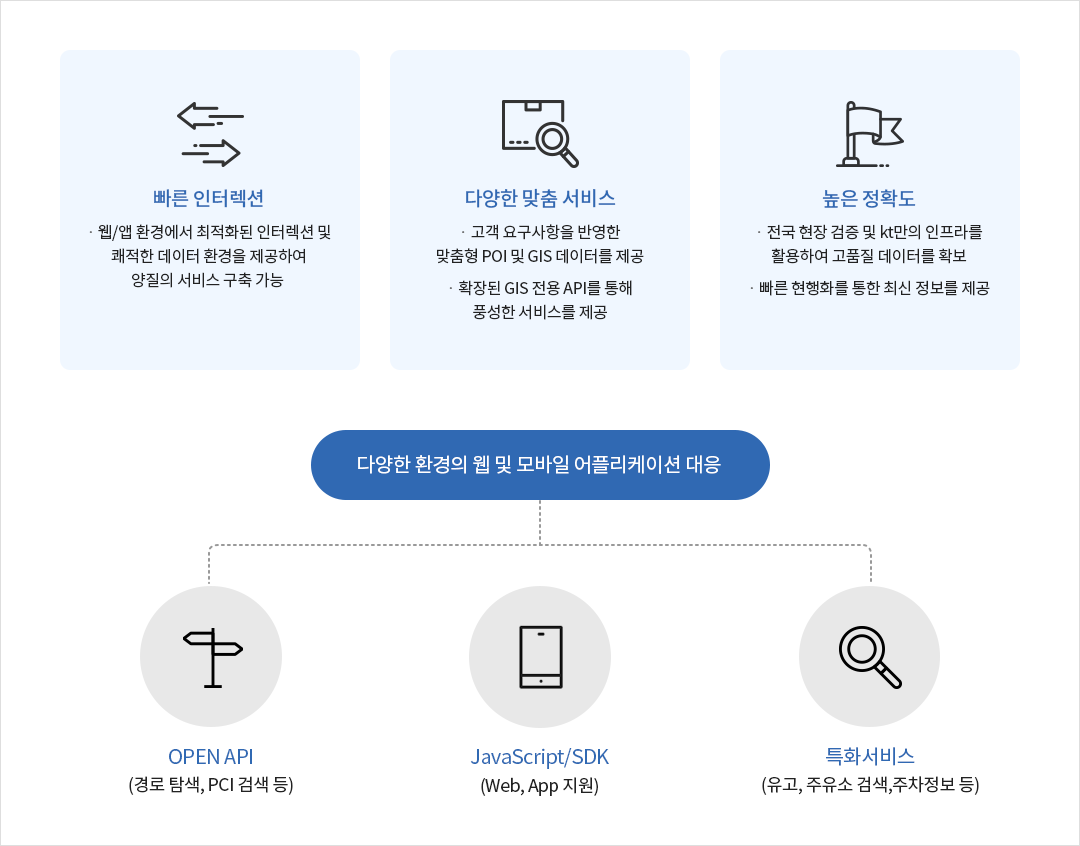 빠른 인터렉션
· 웹/앱 환경에서 최적화된 인터렉션 및
쾌적한 데이터 환경을 제공하여
양질의 서비스 구축 가능
다양한 맞춤 서비스
· 고객 요구사항을 반영한
맞춤형 POI 및 GIS 데이터를 제공
· 확장된 GIS 전용 API를 통해
풍성한 서비스를 제공
높은 정확도
· 전국 현장 검증 및 kt만의 인프라를
활용하여 고품질 데이터를 확보
· 빠른 현행화를 통한 최신 정보를 제공
다양한 환경의 웹 및 모바일 어플리케이션 대응
OPEN API
(경로 탐색, PCI 검색 등)
JavaScript/SDK
(Web, App 지원)
특화서비스
(유고, 주유소 검색,주차정보 등)